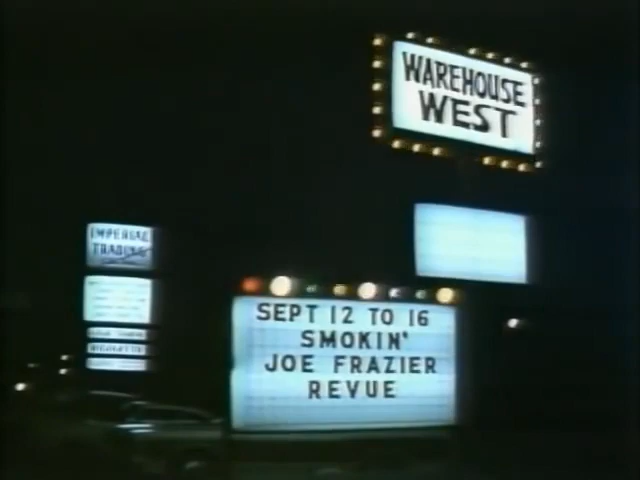 WAREHOUSE
WEST
IMPERIAL
TRADING
SEPT 12 TO 16
SMOKIN'
JOE FRAZIER
REVUE